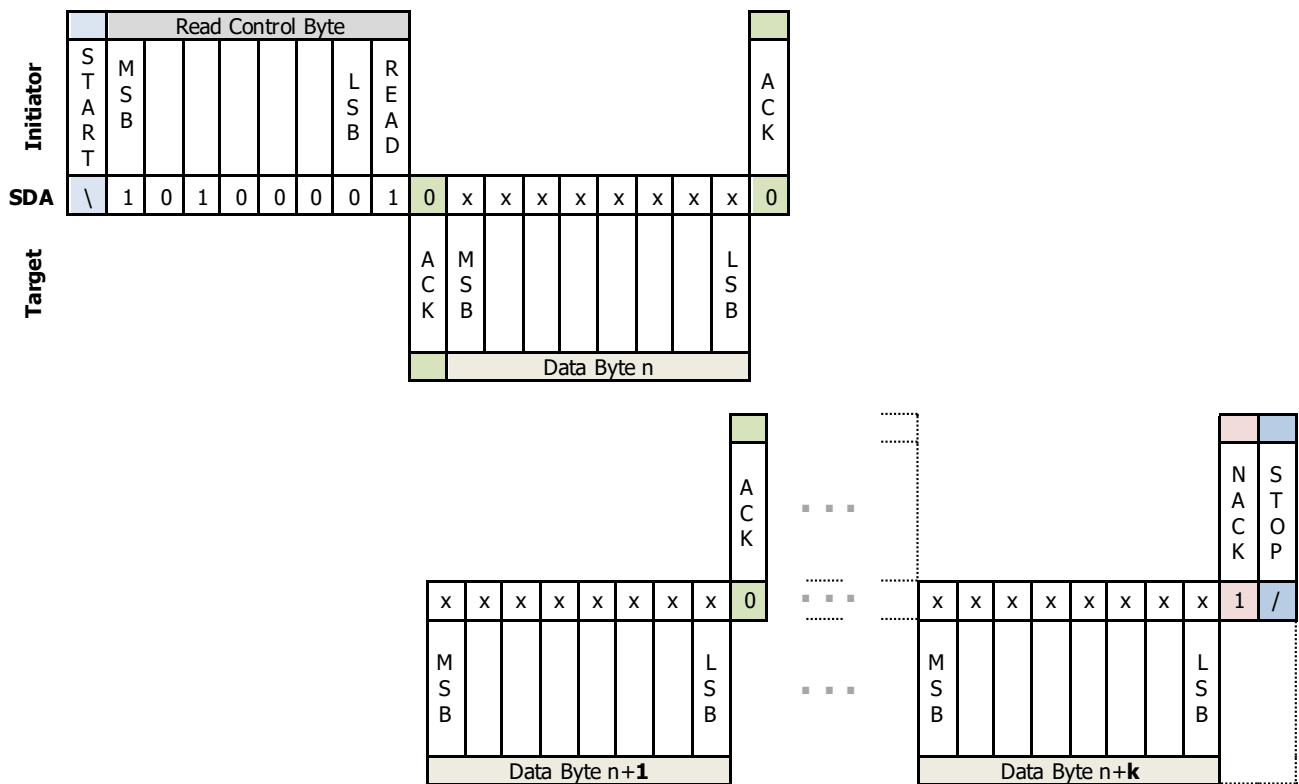 Read Control Byte
Initiator
START
MSB
LSB
READ
ACK
SDA
\ 1 0 1 0 0 0 0 1 0 x x x x x x x x 0
Target
ACK
MSB
LSB
Data Byte n
ACK
...
NACK
STOP
x x x x x x x x 0 ... x x x x x x x x 1 /
MSB
LSB
...
MSB
LSB
Data Byte n+1
Data Byte n+k